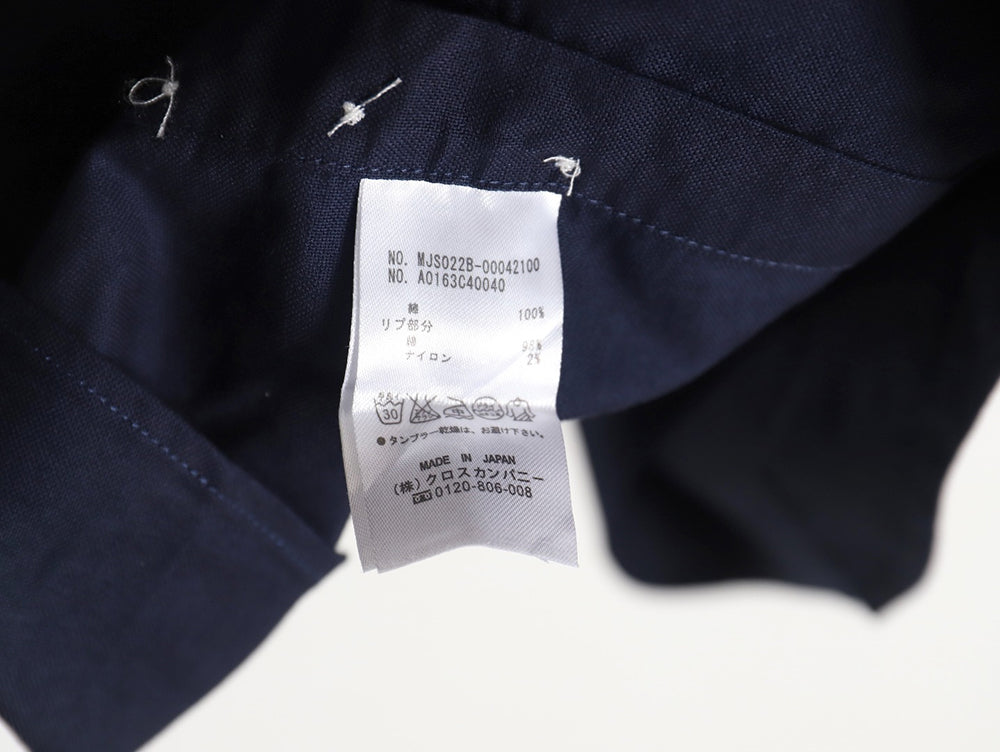 NO. MJS022B-00042100
NO. A0163C40040
綿 100%
リブ部分
綿 98%
ナイロン 2%
30
●タンブラー乾燥は、お避け下さい。
MADE IN JAPAN
(株)クロスカンパニー
0120-806-008